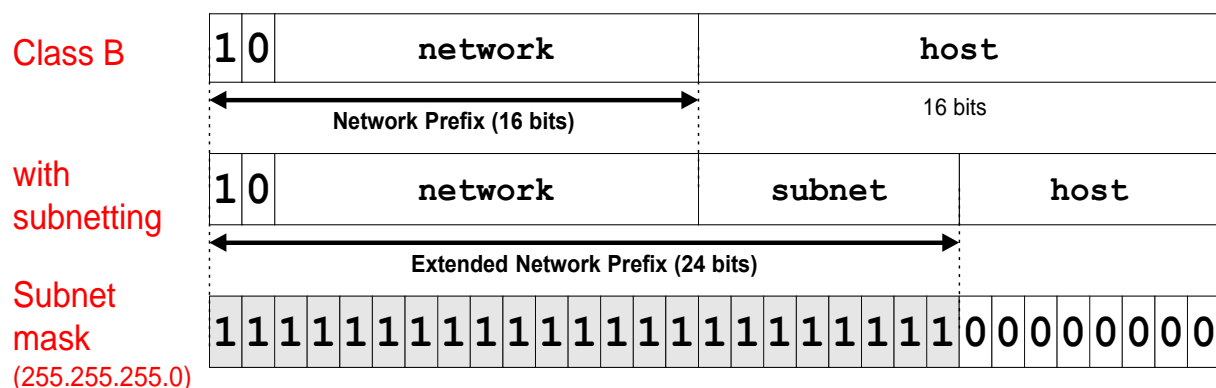 Class B
1 0 network host
Network Prefix (16 bits)
16 bits
with
subnetting
1 0 network subnet host
Extended Network Prefix (24 bits)
Subnet
mask
(255.255.255.0)
1 1 1 1 1 1 1 1 1 1 1 1 1 1 1 1 1 1 1 1 1 1 1 0 0 0 0 0 0 0 0